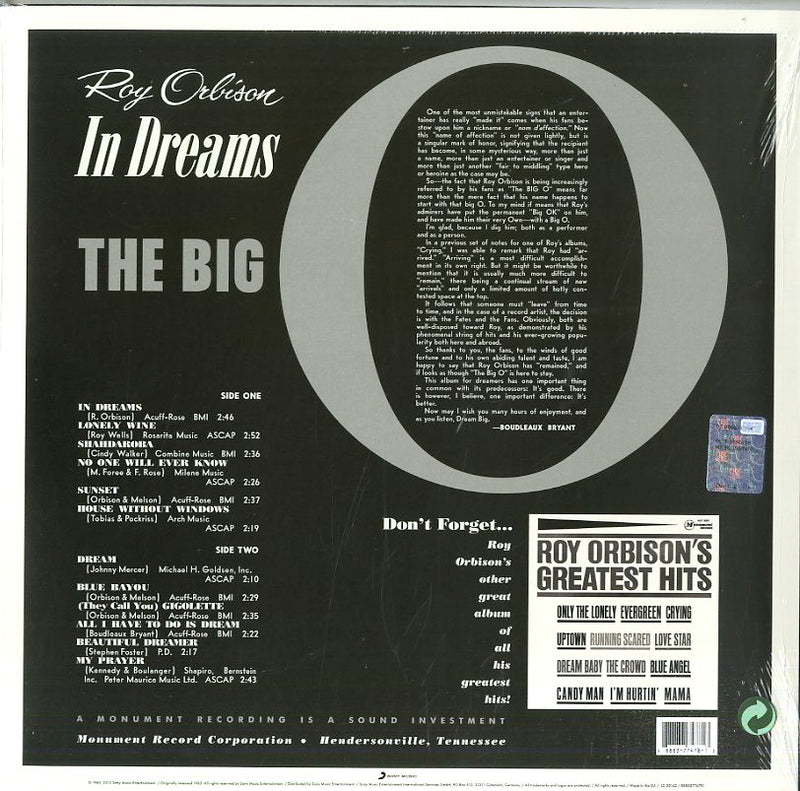 Roy Orbison
In Dreams
THE BIG
O
One of the most unmistakable signs that an enter-
tainer has really "made it" comes when his fans be-
stow upon him a nickname or "nom d'affection." Now
this "name of affection" is not given lightly, but is
a singular mark of honor, signifying that the recipient
has become, in some mysterious way, more than just
a name, more than just an entertainer or singer and
more than just another "fair to middling" type hero
or heroine as the case may be.
So—the fact that Roy Orbison is being increasingly
referred to by his fans as "The BIG O" means far
more than the mere fact that his name happens to
start with that big O. To my mind if means that Roy's
admirers have put the permanent "Big OK" on him,
and have made him their very Own—with a Big O.
I'm glad, because I dig him; both as a performer
and as a person.
In a previous set of notes for one of Roy's albums,
"Crying," I was able to remark that Roy had "ar-
rived." "Arriving" is a most difficult accomplish-
ment in its own right. But it might be worthwhile to
mention that it is usually much more difficult to
"remain," there being a continual stream of new
"arrivals" and only a limited amount of hotly con-
tested space at the top.
It follows that someone must "leave" from time
to time, and in the case of a record artist, the decision
is with the Fates and the Fans. Obviously, both are
well-disposed toward Roy, as demonstrated by his
phenomenal string of hits and his ever-growing popu-
larity both here and abroad.
So thanks to you, the fans, to the winds of good
fortune and to his own abiding talent and taste, I am
happy to say that Roy Orbison has "remained," and
it looks as though "The Big O" is here to stay.
This album for dreamers has one important thing
in common with its predecessors: It's good. There
is however, I believe, one important difference: It's
better.
Now may I wish you many hours of enjoyment, and
as you listen, Dream Big.
—BOUDLEAUX BRYANT
SIDE ONE
IN DREAMS
(R. Orbison) Acuff-Rose BMI 2:46
LONELY WINE
(Roy Wells) Rosarita Music ASCAP 2:52
SHAHDAROBA
(Cindy Walker) Combine Music BMI 2:36
NO ONE WILL EVER KNOW
(M. Foree & F. Rose) Milene Music
ASCAP 2:26
SUNSET
(Orbison & Melson) Acuff-Rose BMI 2:37
HOUSE WITHOUT WINDOWS
(Tobias & Pockriss) Arch Music
ASCAP 2:19
SIDE TWO
DREAM
(Johnny Mercer) Michael H. Goldsen, Inc.
ASCAP 2:10
BLUE BAYOU
(Orbison & Melson) Acuff-Rose BMI 2:29
(They Call You) GIGOLETTE
(Orbison & Melson) Acuff-Rose BMI 2:35
ALL I HAVE TO DO IS DREAM
(Boudleaux Bryant) Acuff-Rose BMI 2:22
BEAUTIFUL DREAMER
(Stephen Foster) P.D. 2:17
MY PRAYER
(Kennedy & Boulanger) Shapiro, Bernstein
Inc. Peter Maurice Music Ltd. ASCAP 2:43
Don't Forget...
Roy
Orbison's
other
great
album
of
all
his
greatest
hits!
ROY ORBISON'S
GREATEST HITS
ONLY THE LONELY EVERGREEN CRYING
UPTOWN RUNNING SCARED LOVE STAR
DREAM BABY THE CROWD BLUE ANGEL
CANDY MAN I'M HURTIN' MAMA
A MONUMENT RECORDING IS A SOUND INVESTMENT
Monument Record Corporation • Hendersonville, Tennessee
SONY MUSIC